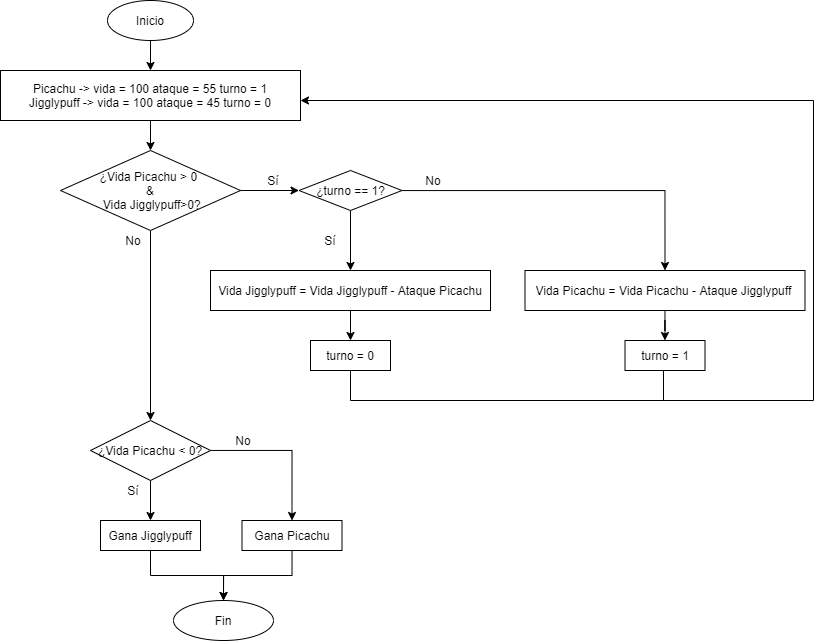 Inicio
Picachu -> vida = 100 ataque = 55 turno = 1
Jigglypuff -> vida = 100 ataque = 45 turno = 0
¿Vida Picachu > 0
&
Vida Jigglypuff>0?
Sí
¿turno == 1?
No
No
Sí
Vida Jigglypuff = Vida Jigglypuff - Ataque Picachu
Vida Picachu = Vida Picachu - Ataque Jigglypuff
turno = 0
turno = 1
¿Vida Picachu < 0?
No
Sí
Gana Jigglypuff
Gana Picachu
Fin